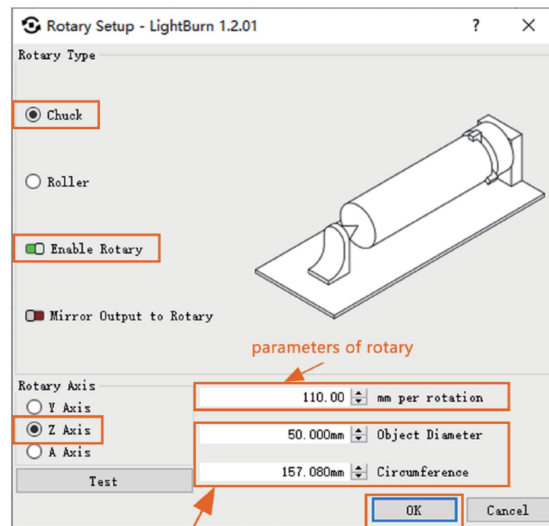 Rotary Setup - LightBurn 1.2.01 ? ×
Rotary Type
Chuck
Roller
Enable Rotary
Mirror Output to Rotary
parameters of rotary
Rotary Axis
Y Axis
110.00 mm per rotation
Z Axis
50.000mm Object Diameter
A Axis
157.080mm Circumference
Test
OK Cancel